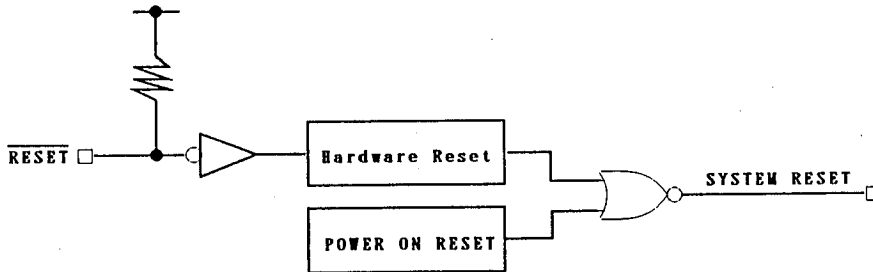 RESET
Hardware Reset
SYSTEM RESET
POWER ON RESET